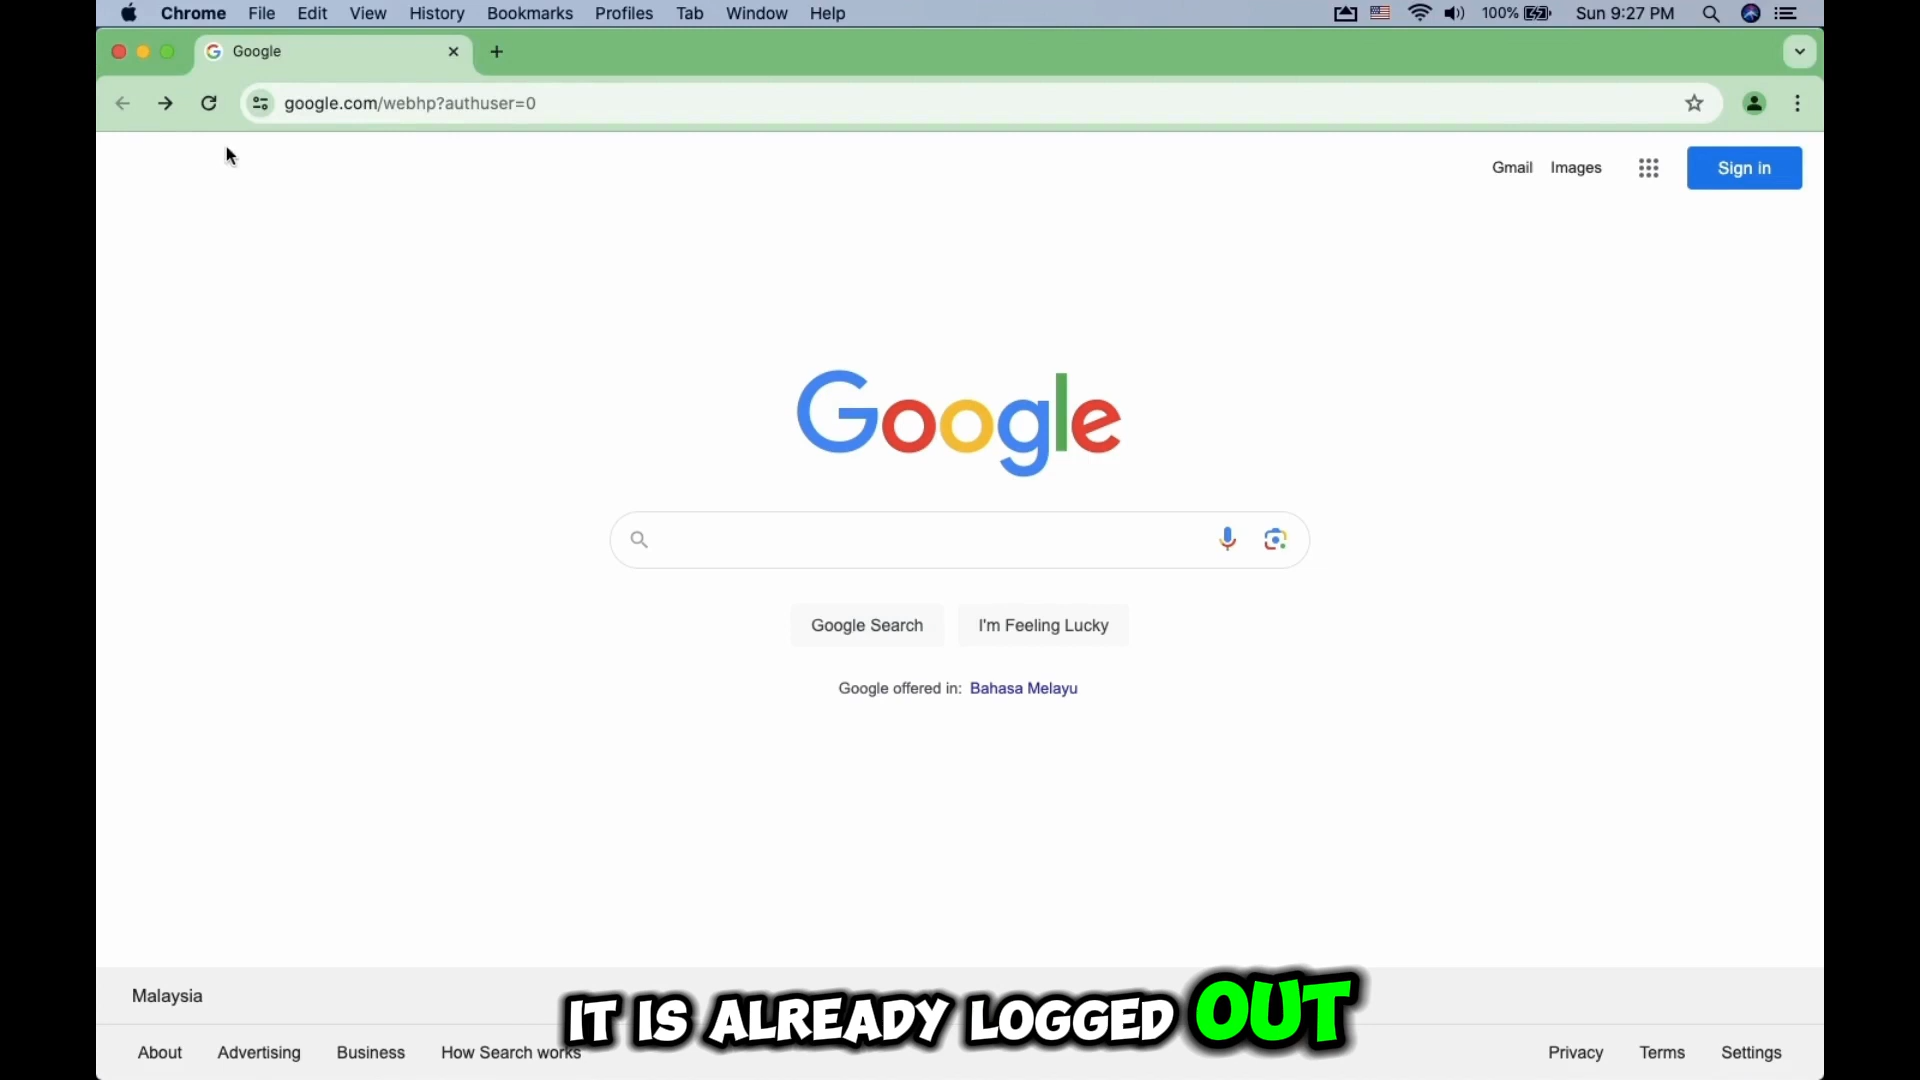 Chrome File Edit View History Bookmarks Profiles Tab Window Help 100% Sun 9:27 PM
Google
google.com/webhp?authuser=0
Gmail Images Sign in
Google
Google Search I'm Feeling Lucky
Google offered in: Bahasa Melayu
Malaysia
IT IS ALREADY LOGGED OUT
About Advertising Business How Search works Privacy Terms Settings